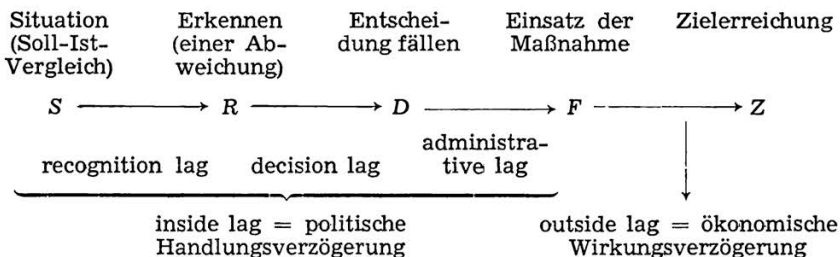 Situation Erkennen Entschei- Einsatz der Zielerreichung
(Soll-Ist- (einer Ab- dung fällen Maßnahme
Vergleich) weichung)
S R D F Z
administra-
recognition lag decision lag tive lag
inside lag = politische outside lag = ökonomische
Handlungsverzögerung Wirkungsverzögerung